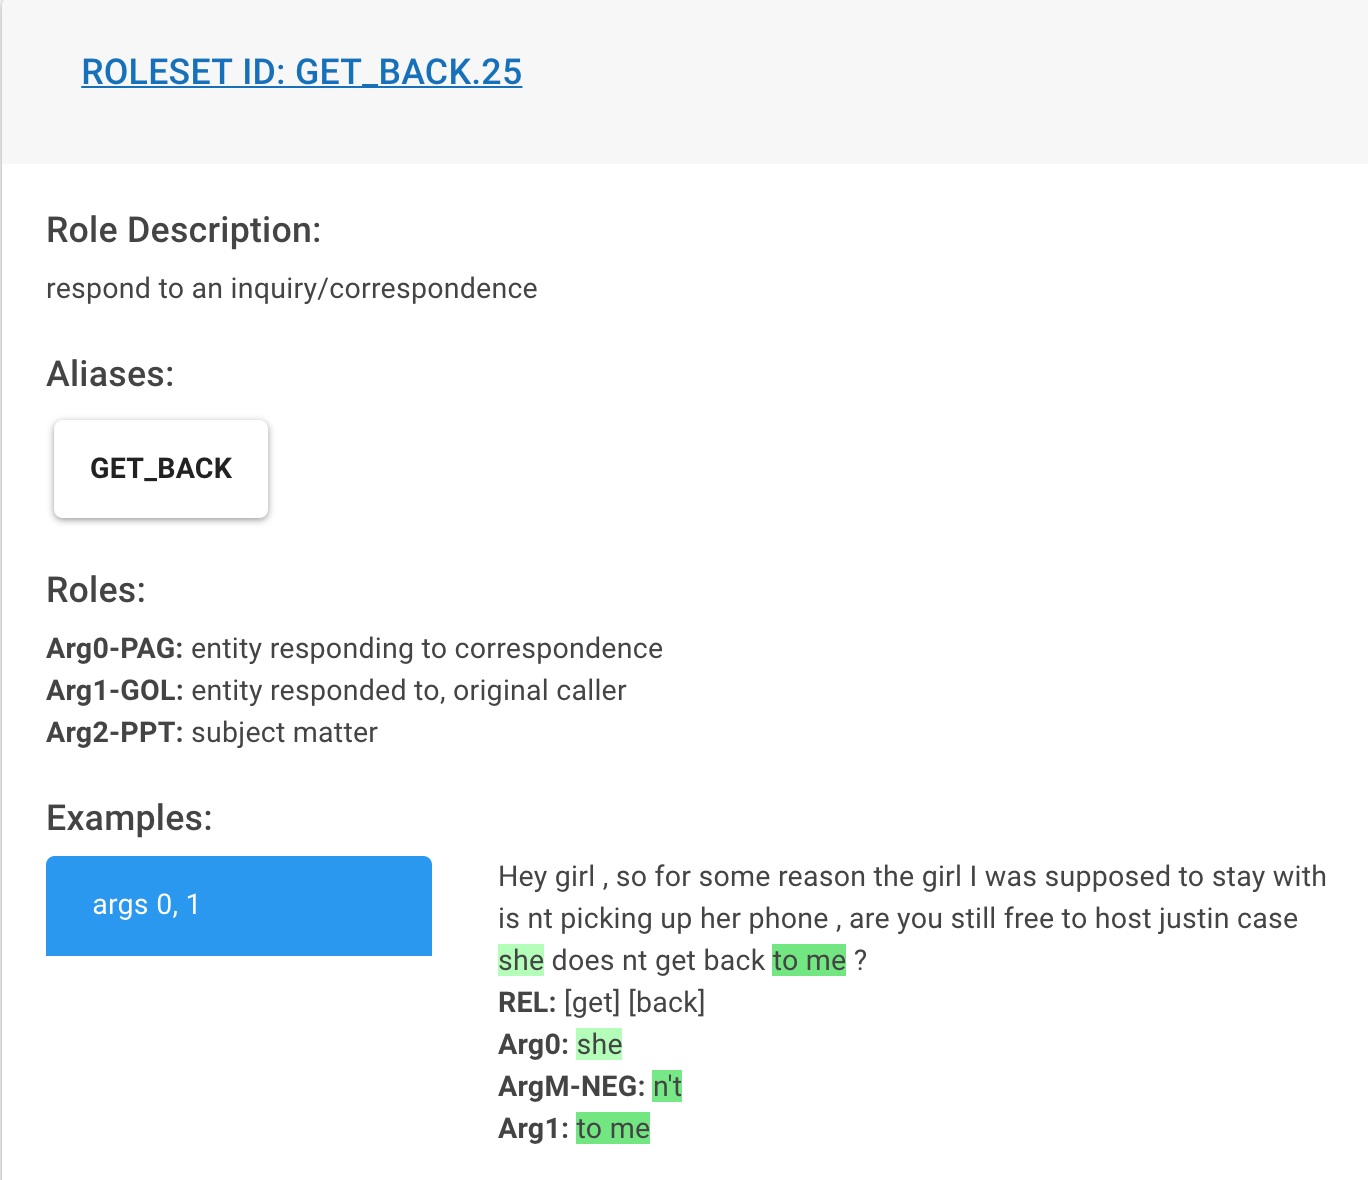 ROLESET ID: GET_BACK.25
Role Description:
respond to an inquiry/correspondence
Aliases:
GET_BACK
Roles:
Arg0-PAG: entity responding to correspondence
Arg1-GOL: entity responded to, original caller
Arg2-PPT: subject matter
Examples:
args 0, 1
Hey girl , so for some reason the girl I was supposed to stay with
is nt picking up her phone , are you still free to host justin case
she does nt get back to me ?
REL: [get] [back]
Arg0: she
ArgM-NEG: n't
Arg1: to me